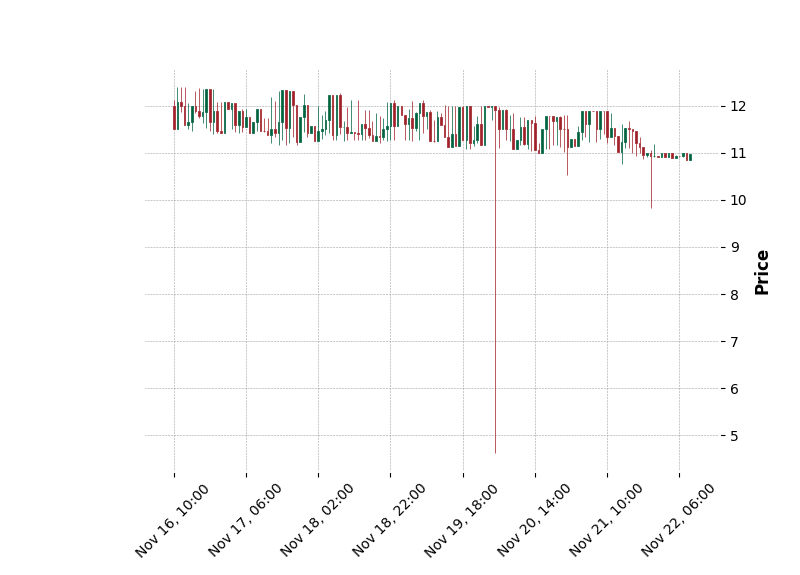 12
11
10
9
8
7
6
5
Price
Nov 16, 10:00
Nov 17, 06:00
Nov 18, 02:00
Nov 18, 22:00
Nov 19, 18:00
Nov 20, 14:00
Nov 21, 10:00
Nov 22, 06:00